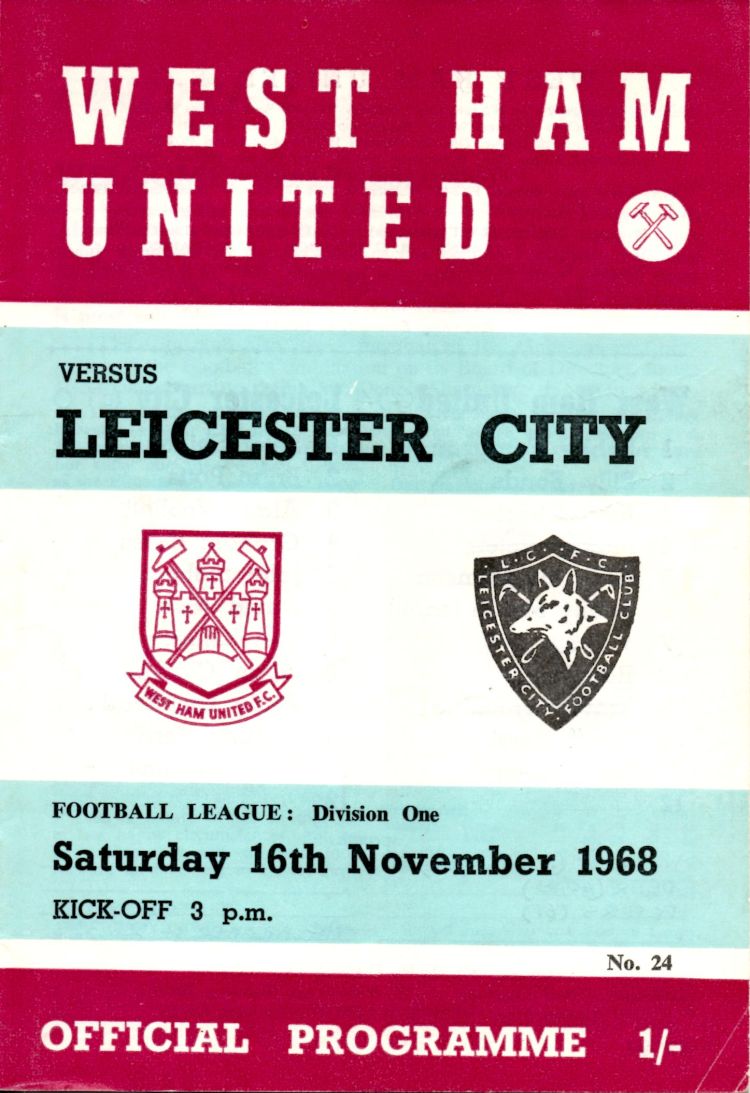 WEST HAM
UNITED
VERSUS
LEICESTER CITY
WEST HAM UNITED F.C.
L.C.F.C.
LEICESTER CITY FOOTBALL CLUB
FOOTBALL LEAGUE: Division One
Saturday 16th November 1968
KICK-OFF 3 p.m.
No. 24
OFFICIAL PROGRAMME 1/-